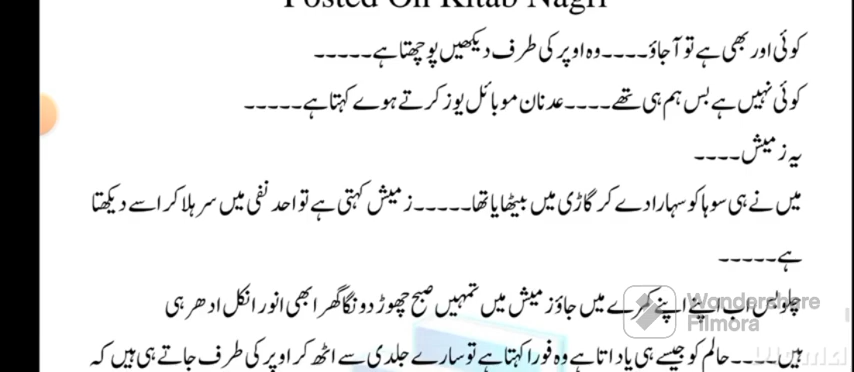 Posted On Kitab Nagri
کوئی اور بھی ہے تو آجاؤ۔۔۔۔وہ اوپر کی طرف دیکھیں پوچھتا ہے۔۔۔۔۔
کوئی نہیں ہے بس ہم ہی تھے۔۔۔۔عدنان موبائل یوز کرتے ہوے کہتا ہے۔۔۔۔۔
یہ زمیش۔۔۔۔
میں نے ہی سوہا کو سہارا دے کر گاڑی میں بیٹھایا تھا۔۔۔۔۔زمیش کہتی ہے تو احد نفی میں سر ہلا کر اسے دیکھتا
ہے۔۔۔۔۔
چلو بس اب اپنے اپنے کمرے میں جاؤ زمیش میں تمہیں صبح چھوڑ دونگا گھر ابھی انور انکل ادھر ہی
Wondershare
Filmora
ہیں۔۔۔۔حالم کو جیسے ہی یاد اتا ہے وہ فورا کہتا ہے تو سارے جلدی سے اٹھ کر اوپر کی طرف جاتے ہی ہیں کہ